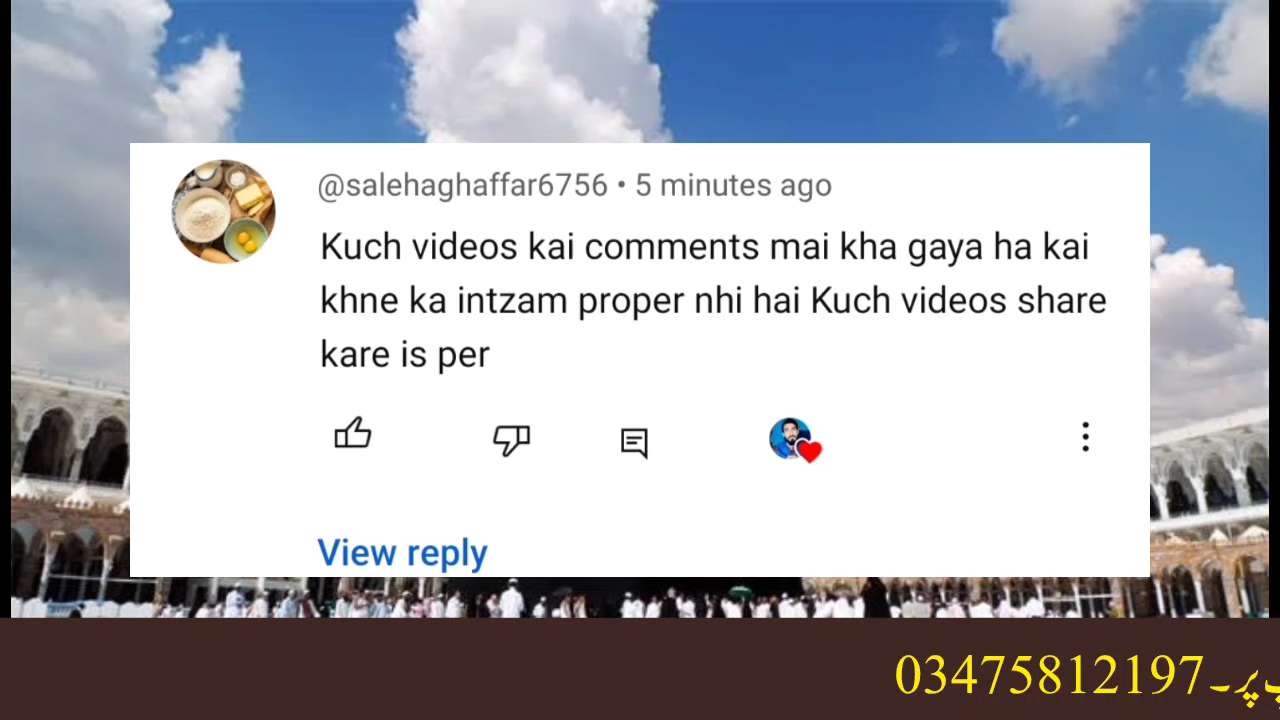 @salehaghaffar6756 • 5 minutes ago
Kuch videos kai comments mai kha gaya ha kai
khne ka intzam proper nhi hai Kuch videos share
kare is per
View reply
پر۔03475812197